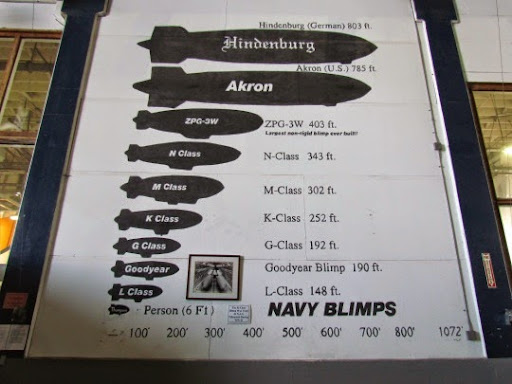 Hindenburg (German) 803 ft.
Hindenburg
Akron (U.S.) 785 ft.
Akron
ZPG-3W
ZPG-3W 403 ft.
Largest non-rigid blimp ever built!
N Class
N-Class 343 ft.
M Class
M-Class 302 ft.
K Class
K-Class 252 ft.
G Class
G-Class 192 ft.
Goodyear
Goodyear Blimp 190 ft.
L Class
L-Class 148 ft.
Person (6 Ft)
NAVY BLIMPS
100' 200' 300' 400' 500' 600' 700' 800' 1072'